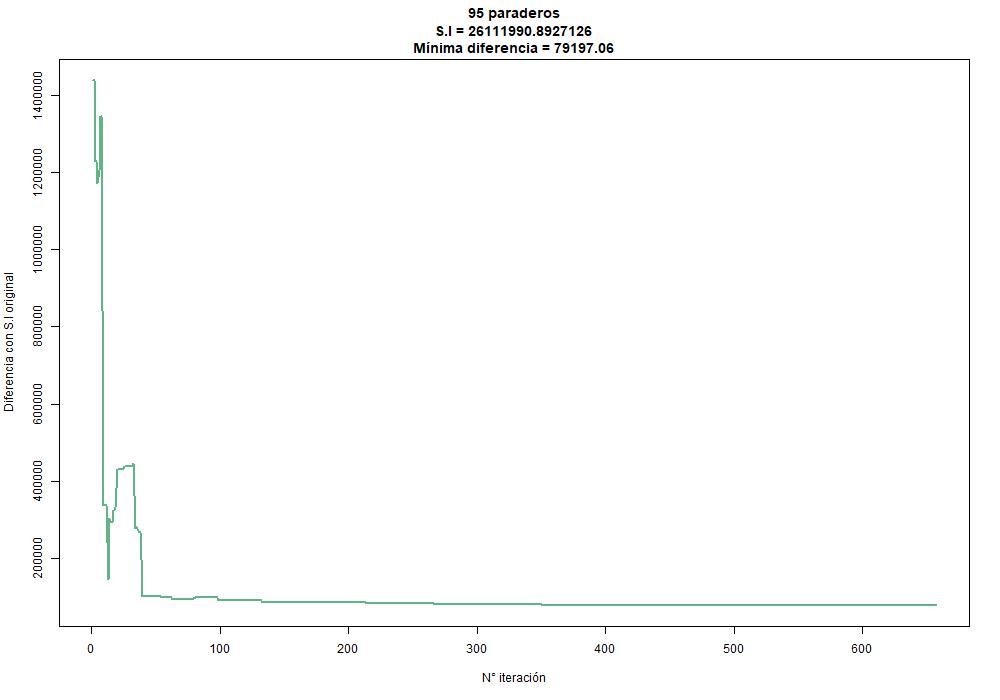 95 paraderos
S.I = 26111990.8927126
Mínima diferencia = 79197.06
Diferencia con S.I original
1400000
1200000
1000000
800000
600000
400000
200000
0 100 200 300 400 500 600
N° iteración